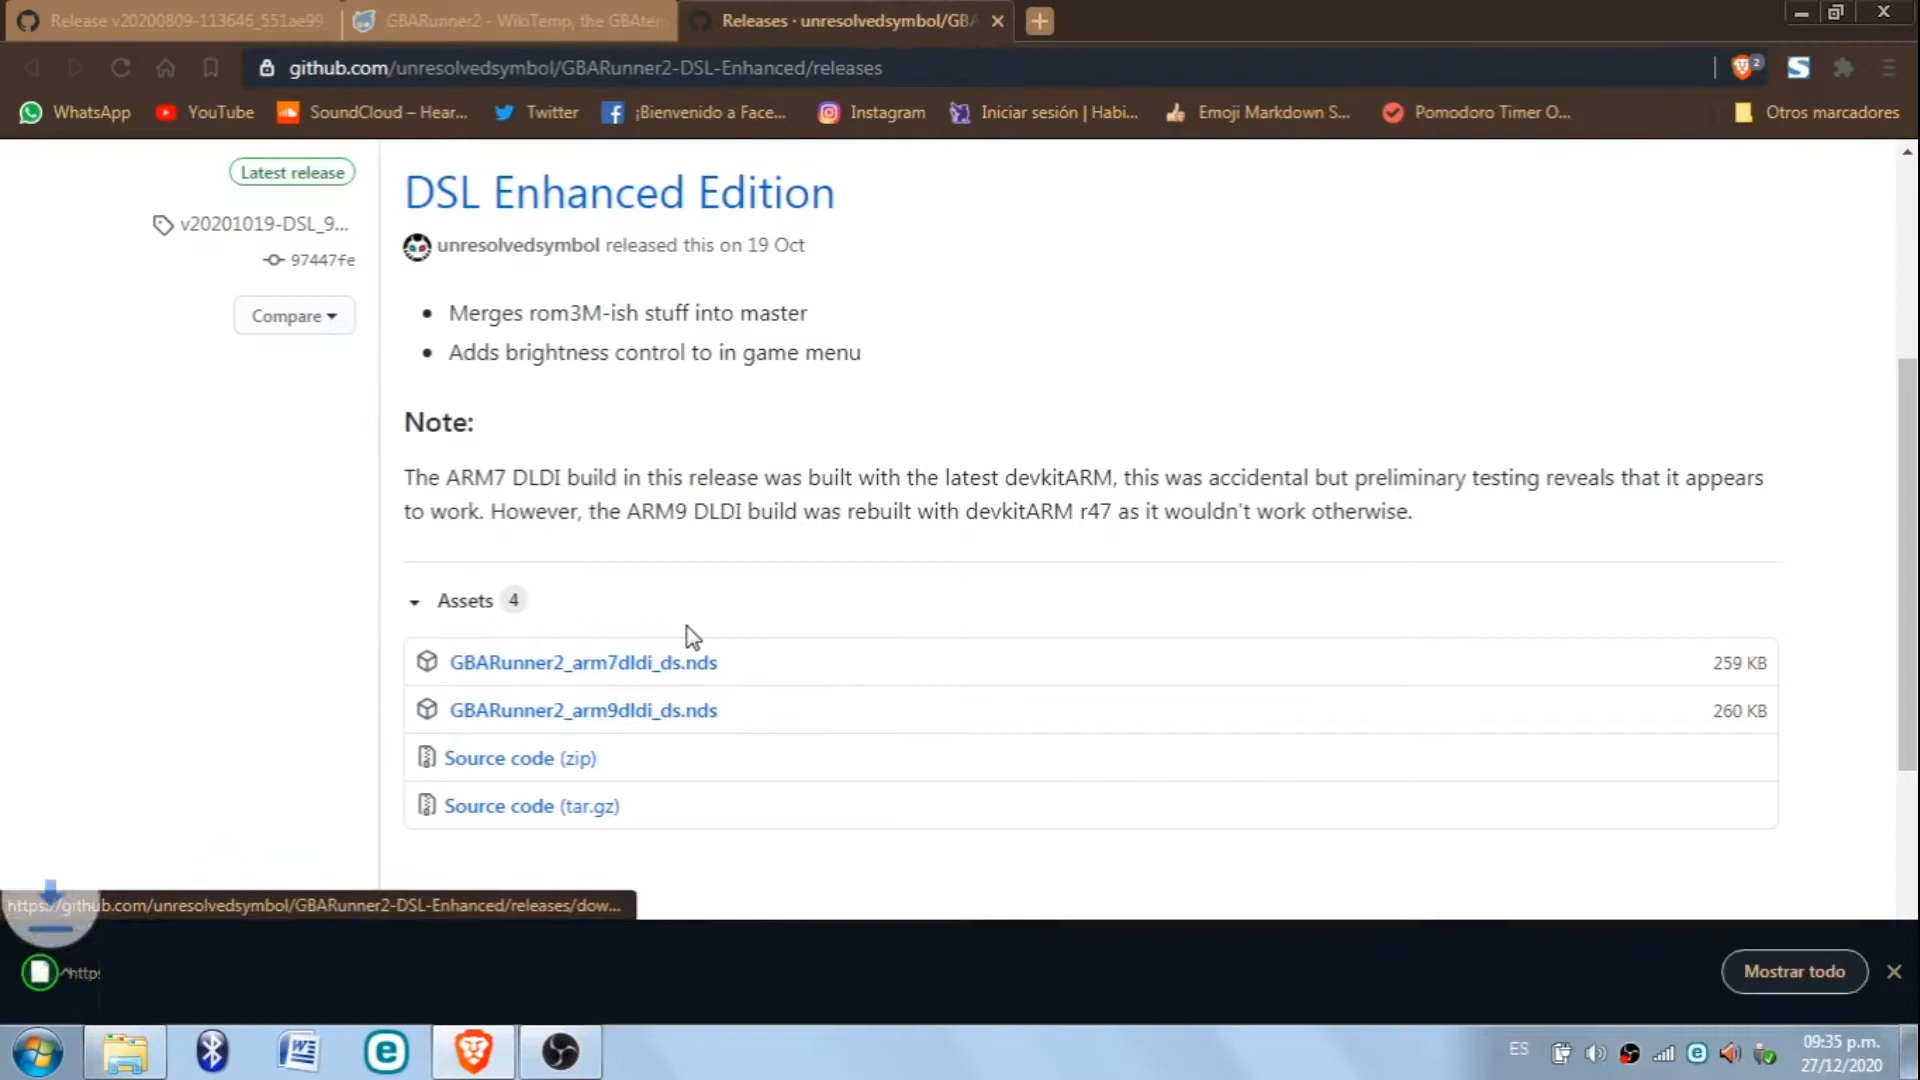 Release v20200809-113646_551ae99
GBARunner2 - WikiTemp, the GBAtem
Releases · unresolvedsymbol/GBA
github.com/unresolvedsymbol/GBARunner2-DSL-Enhanced/releases
2
WhatsApp
YouTube
SoundCloud – Hear...
Twitter
¡Bienvenido a Face...
Instagram
Iniciar sesión | Habi...
Emoji Markdown S...
Pomodoro Timer O...
Otros marcadores
Latest release
v20201019-DSL_9...
97447fe
Compare
DSL Enhanced Edition
unresolvedsymbol released this on 19 Oct
Merges rom3M-ish stuff into master
Adds brightness control to in game menu
Note:
The ARM7 DLDI build in this release was built with the latest devkitARM, this was accidental but preliminary testing reveals that it appears
to work. However, the ARM9 DLDI build was rebuilt with devkitARM r47 as it wouldn't work otherwise.
Assets 4
GBARunner2_arm7dldi_ds.nds 259 KB
GBARunner2_arm9dldi_ds.nds 260 KB
Source code (zip)
Source code (tar.gz)
https://github.com/unresolvedsymbol/GBARunner2-DSL-Enhanced/releases/dow...
https:
Mostrar todo
ES
09:35 p.m.
27/12/2020